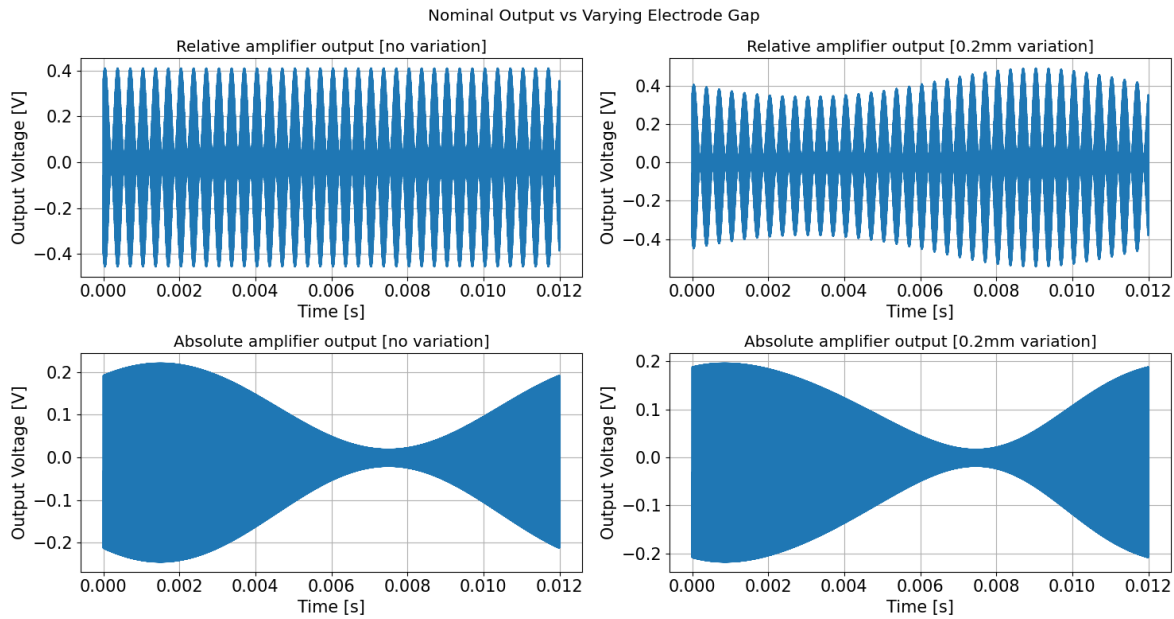 Nominal Output vs Varying Electrode Gap
Relative amplifier output [no variation]
Output Voltage [V]
0.4
0.2
0.0
−0.2
−0.4
0.000 0.002 0.004 0.006 0.008 0.010 0.012
Time [s]
Relative amplifier output [0.2mm variation]
Output Voltage [V]
0.4
0.2
0.0
−0.2
−0.4
0.000 0.002 0.004 0.006 0.008 0.010 0.012
Time [s]
Absolute amplifier output [no variation]
Output Voltage [V]
0.2
0.1
0.0
−0.1
−0.2
0.000 0.002 0.004 0.006 0.008 0.010 0.012
Time [s]
Absolute amplifier output [0.2mm variation]
Output Voltage [V]
0.2
0.1
0.0
−0.1
−0.2
0.000 0.002 0.004 0.006 0.008 0.010 0.012
Time [s]